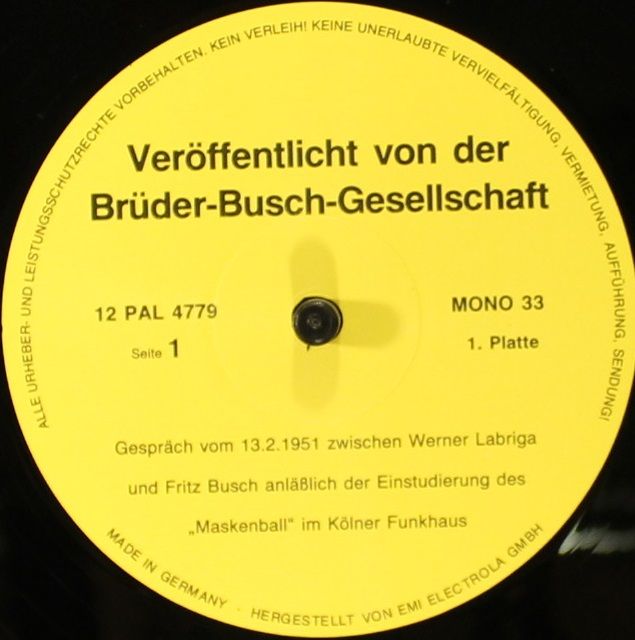 ALLE URHEBER- UND LEISTUNGSSCHUTZRECHTE VORBEHALTEN. KEIN VERLEIH! KEINE UNERLAUBTE VERVIELFÄLTIGUNG, VERMIETUNG, AUFFÜHRUNG, SENDUNG!
Veröffentlicht von der
Brüder-Busch-Gesellschaft
12 PAL 4779
MONO 33
Seite 1
1. Platte
Gespräch vom 13.2.1951 zwischen Werner Labriga
und Fritz Busch anläßlich der Einstudierung des
„Maskenball" im Kölner Funkhaus
MADE IN GERMANY · HERGESTELLT VON EMI ELECTROLA GMBH